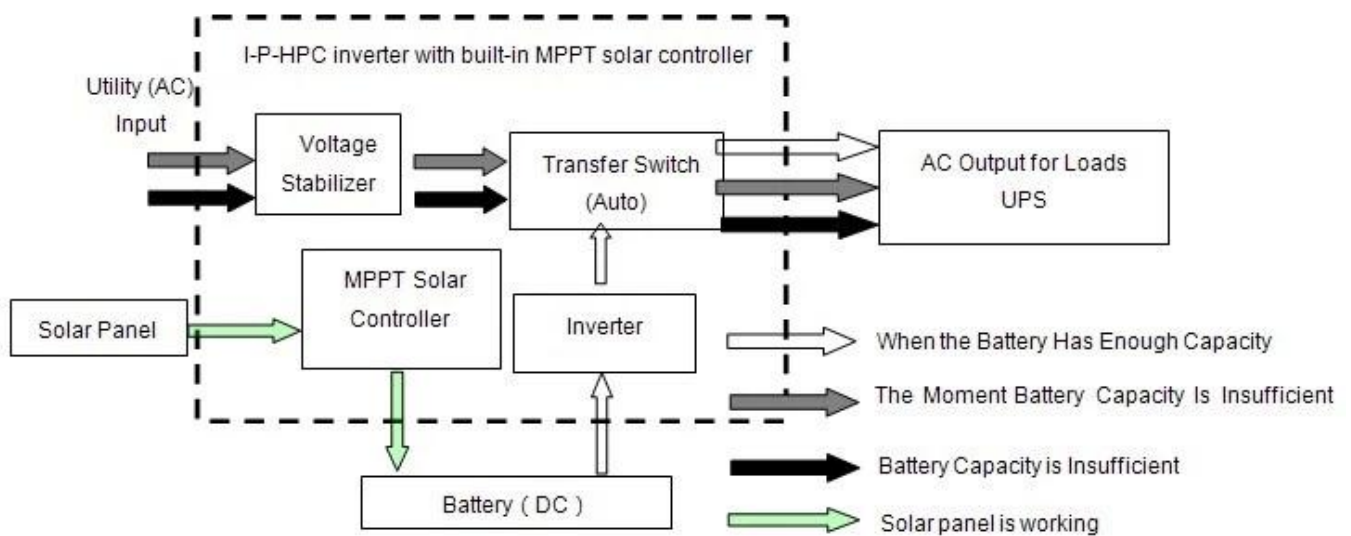 I-P-HPC inverter with built-in MPPT solar controller
Utility (AC)
Input
Voltage
Stabilizer
Transfer Switch
(Auto)
AC Output for Loads
UPS
MPPT Solar
Controller
Solar Panel
Inverter
When the Battery Has Enough Capacity
The Moment Battery Capacity Is Insufficient
Battery Capacity is Insufficient
Battery ( DC )
Solar panel is working